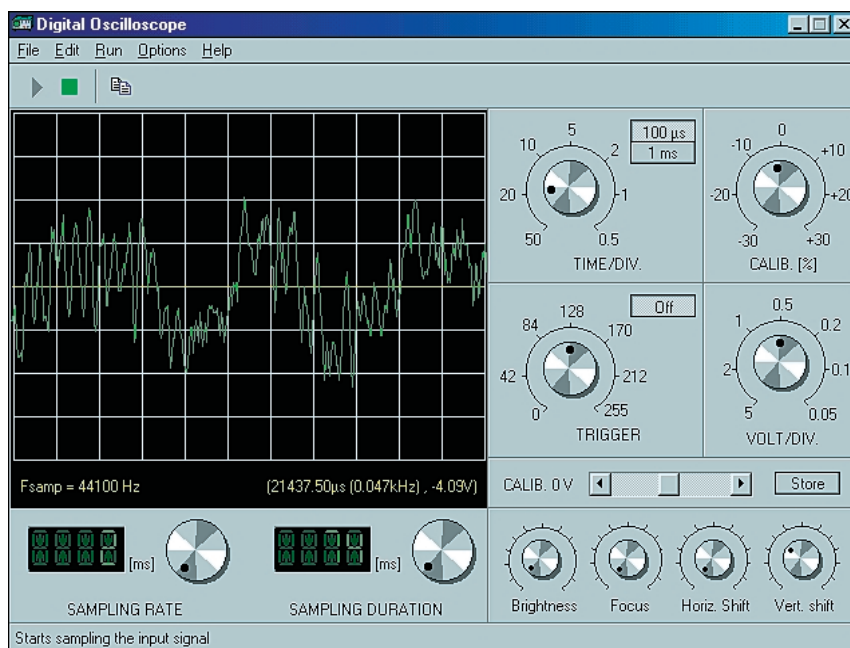 Digital Oscilloscope
File Edit Run Options Help
5
10 2
20 1
50 0.5
TIME/DIV.
100 µs
1 ms
0
-10 +10
-20 +20
-30 +30
CALIB. [%]
Off
128
84 170
42 212
0 255
TRIGGER
0.5
1 0.2
2 0.1
5 0.05
VOLT/DIV.
Fsamp = 44100 Hz (21437.50µs (0.047kHz) , -4.09V)
CALIB. 0 V Store
[ms] [ms]
SAMPLING RATE SAMPLING DURATION
Brightness Focus Horiz. Shift Vert. shift
Starts sampling the input signal